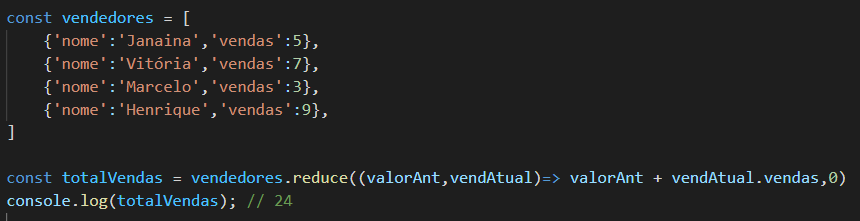 const vendedores = [
    {'nome':'Janaina','vendas':5},
    {'nome':'Vitória','vendas':7},
    {'nome':'Marcelo','vendas':3},
    {'nome':'Henrique','vendas':9},
]
const totalVendas = vendedores.reduce((valorAnt,vendAtual)=> valorAnt + vendAtual.vendas,0)
console.log(totalVendas); // 24